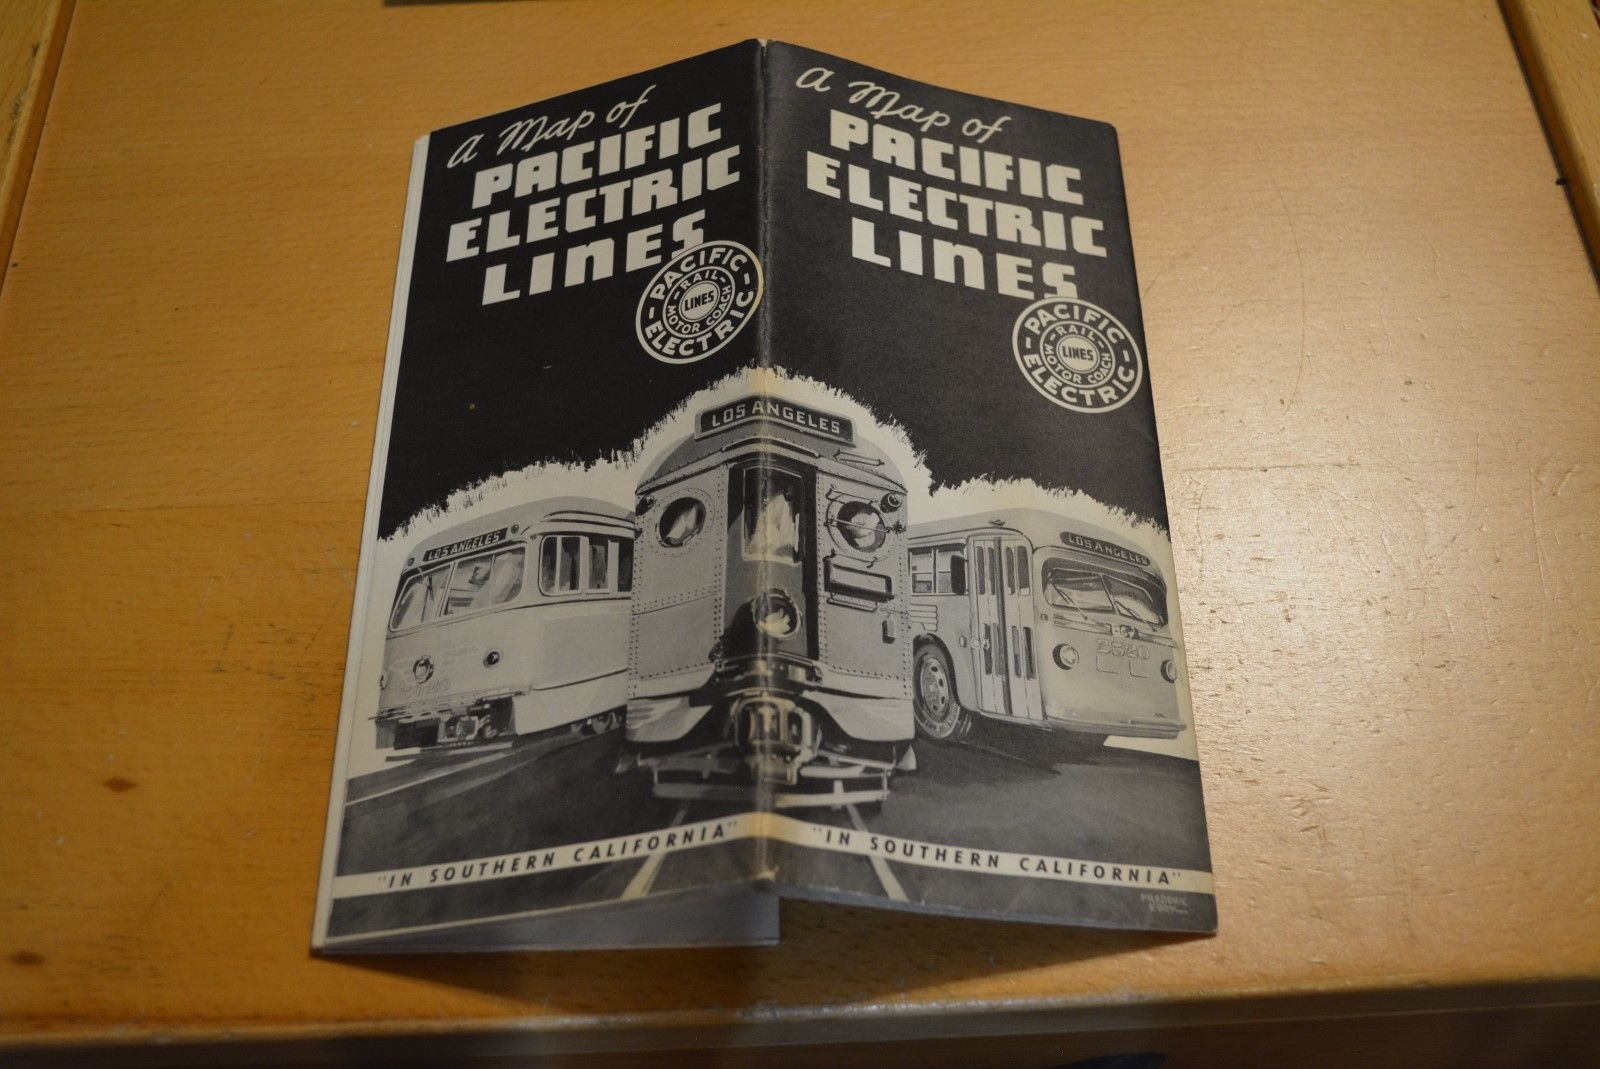 A Map of
PACIFIC
ELECTRIC
LINES
PACIFIC
RAIL
LINES
MOTOR COACH
ELECTRIC
A Map of
PACIFIC
ELECTRIC
LINES
PACIFIC
RAIL
LINES
MOTOR COACH
ELECTRIC
LOS ANGELES
LOS ANGELES
LOS ANGELES
2520
"IN SOUTHERN CALIFORNIA"
"IN SOUTHERN CALIFORNIA"